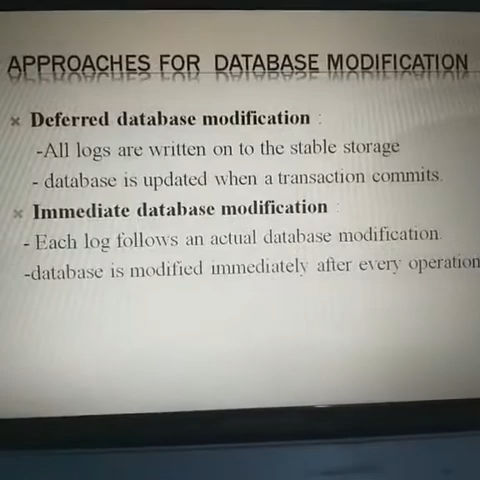 APPROACHES FOR DATABASE MODIFICATION
Deferred database modification :
-All logs are written on to the stable storage
- database is updated when a transaction commits.
Immediate database modification :
- Each log follows an actual database modification.
-database is modified immediately after every operation